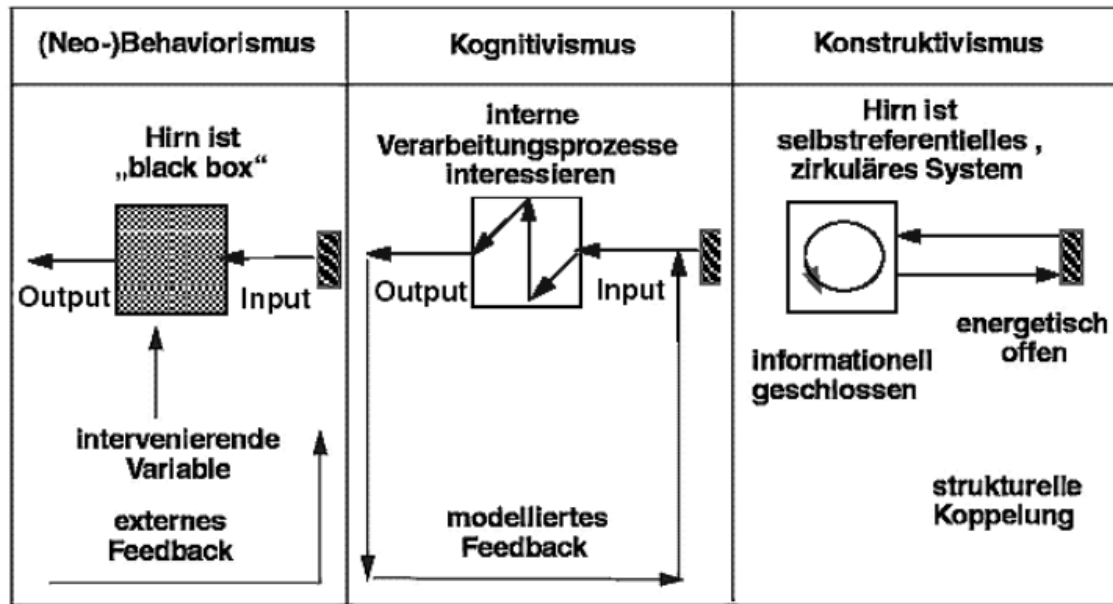 (Neo-)Behaviorismus
Hirn ist
„black box“
Output
Input
intervenierende
Variable
externes
Feedback
Kognitivismus
interne
Verarbeitungsprozesse
interessieren
Output
Input
modelliertes
Feedback
Konstruktivismus
Hirn ist
selbstreferentielles ,
zirkuläres System
energetisch
offen
informationell
geschlossen
strukturelle
Koppelung